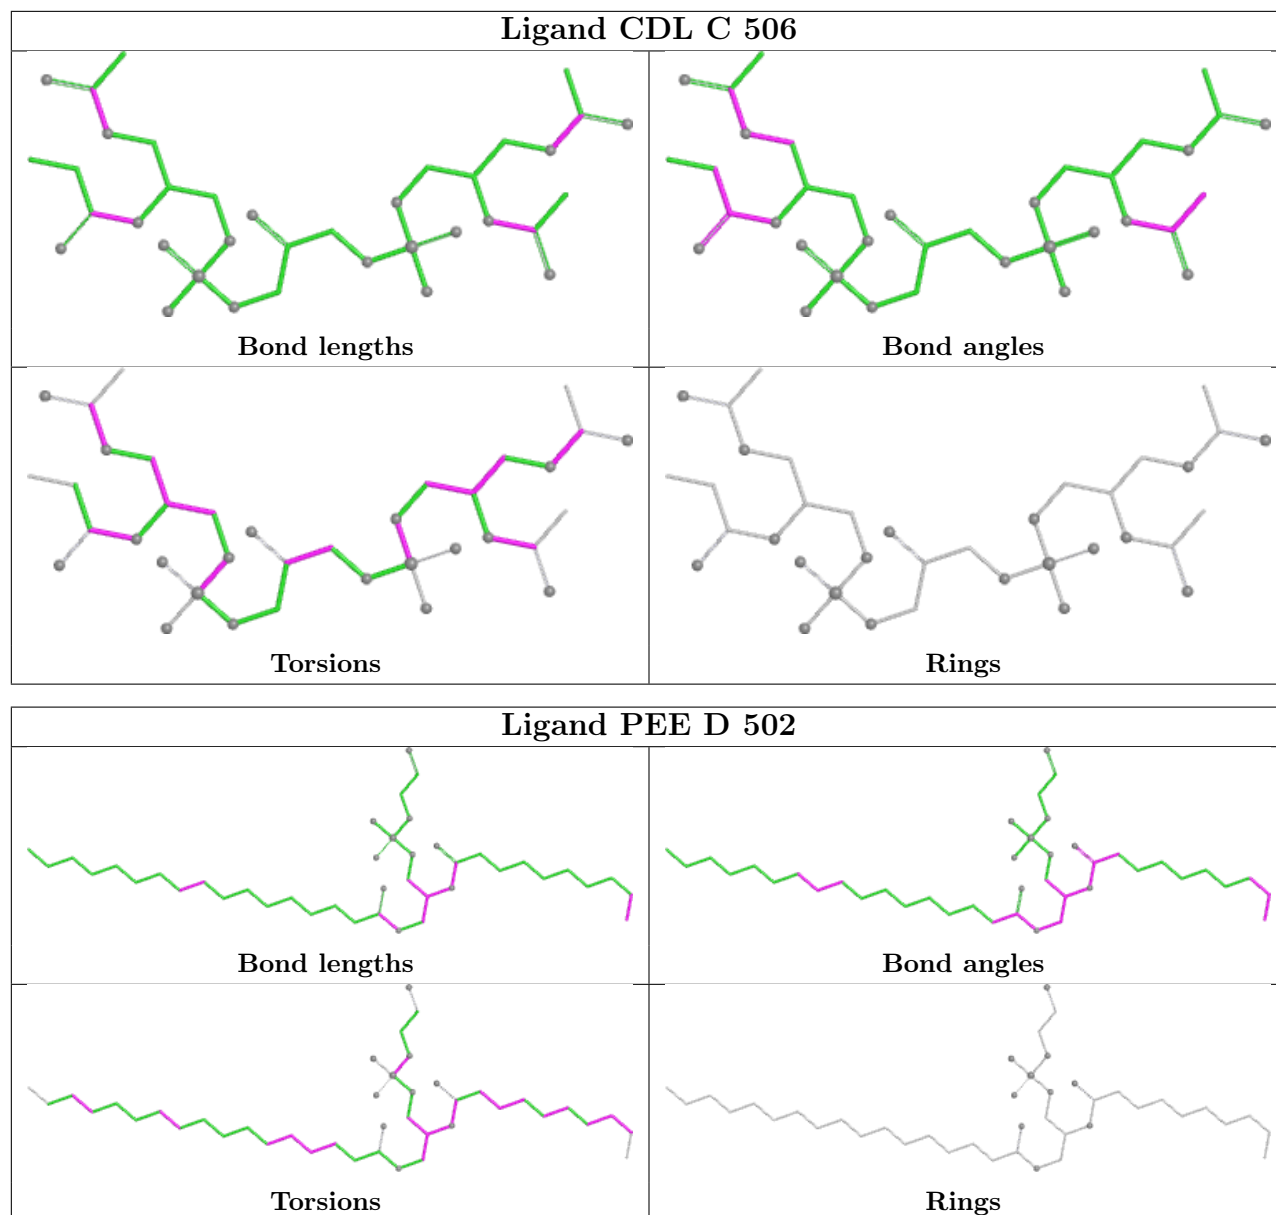 Ligand CDL C 506
Bond lengths
Bond angles
Torsions
Rings
Ligand PEE D 502
Bond lengths
Bond angles
Torsions
Rings